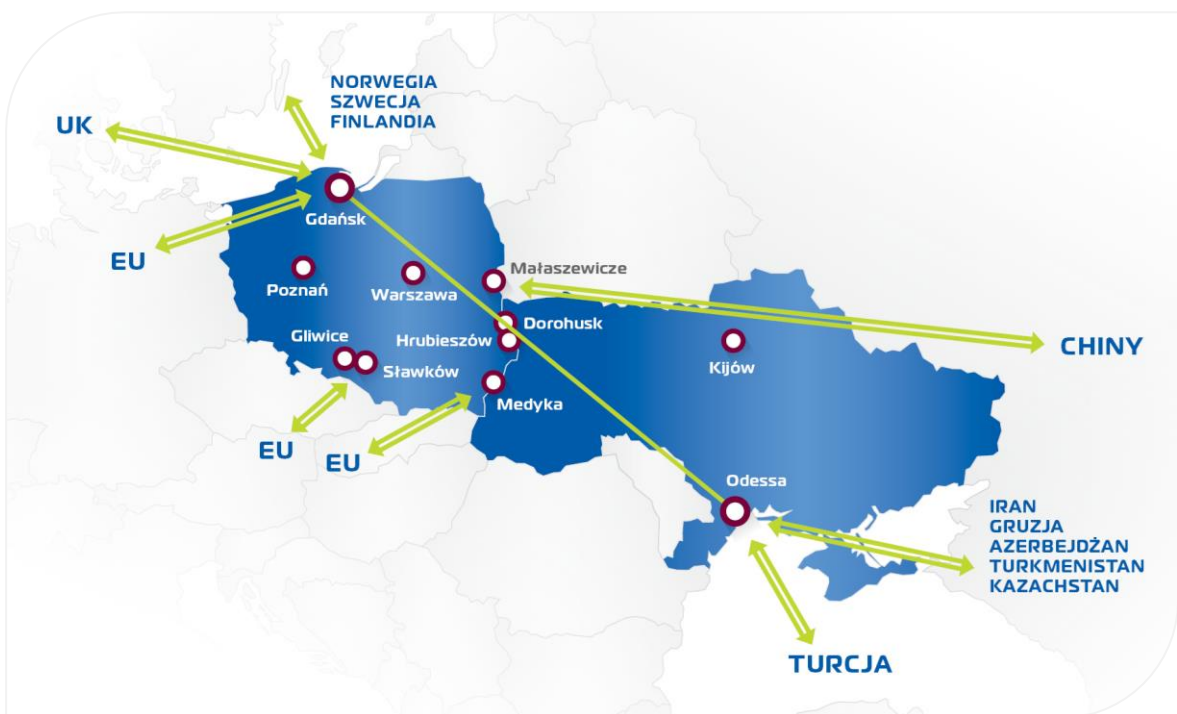 NORWEGIA
SZWECJA
FINLANDIA
UK
Gdańsk
EU
Małaszewicze
Poznań
Warszawa
Dorohusk
Gliwice
Hrubieszów
CHINY
Sławków
Kijów
Medyka
EU
EU
Odessa
IRAN
GRUZJA
AZERBEJDŻAN
TURKMENISTAN
KAZACHSTAN
TURCJA